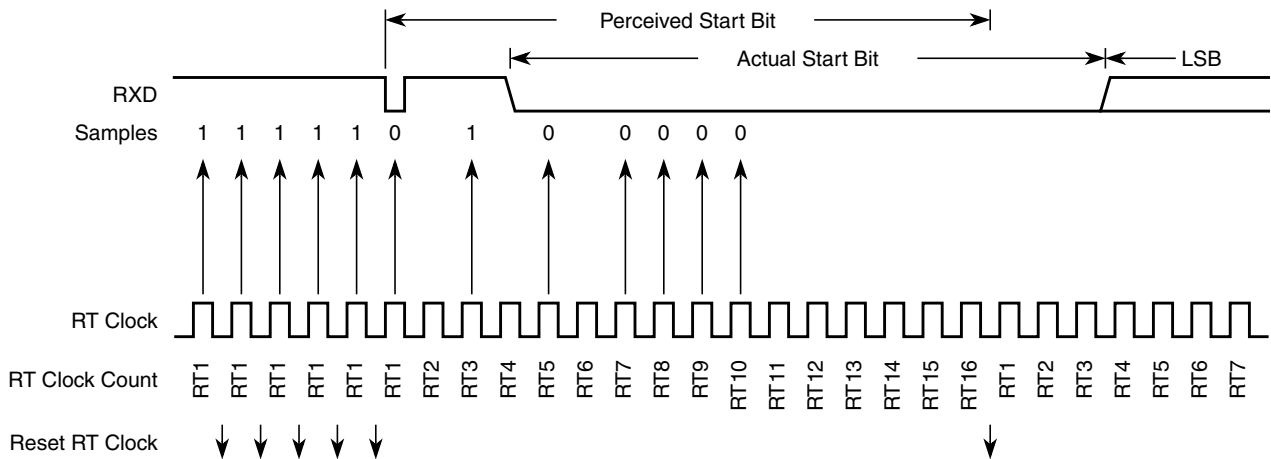 Perceived Start Bit
Actual Start Bit LSB
RXD
Samples 1 1 1 1 1 0 1 0 0 0 0 0
RT Clock
RT Clock Count RT1 RT1 RT1 RT1 RT1 RT1 RT2 RT3 RT4 RT5 RT6 RT7 RT8 RT9 RT10 RT11 RT12 RT13 RT14 RT15 RT16 RT1 RT2 RT3 RT4 RT5 RT6 RT7
Reset RT Clock